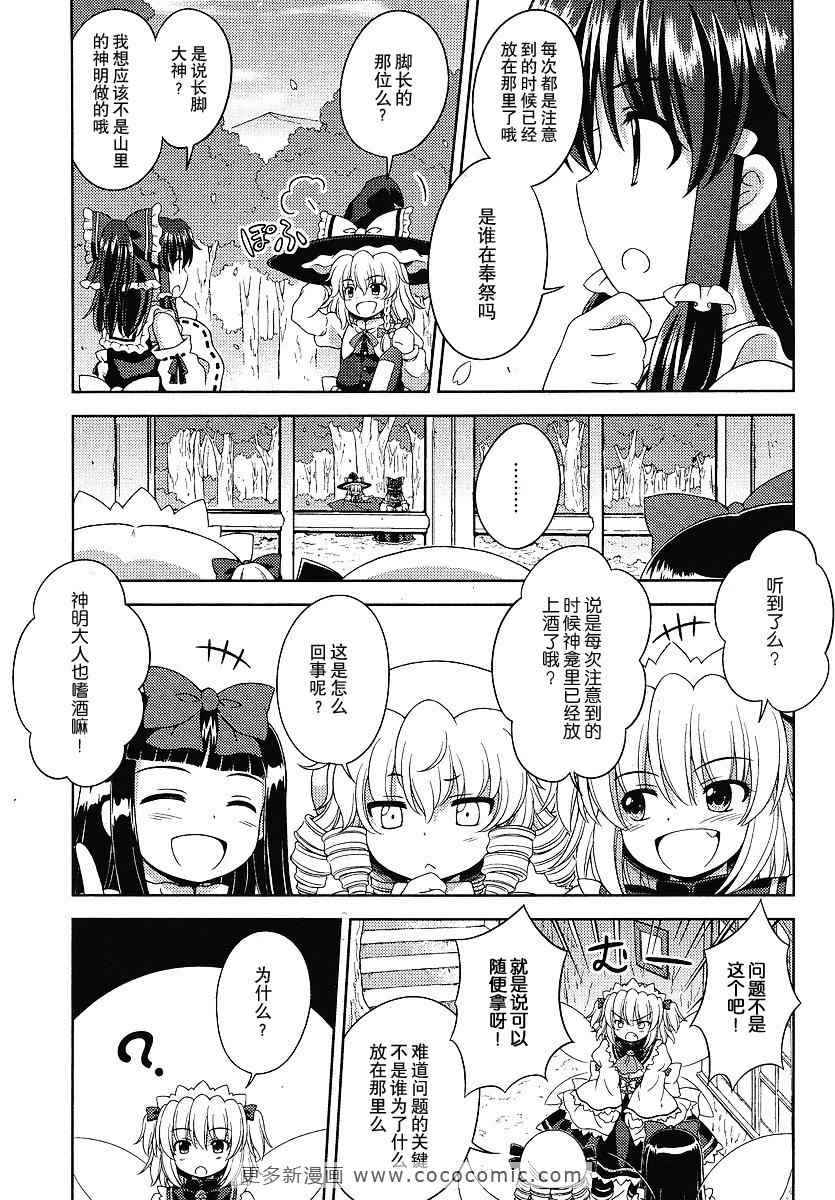 每次都是注意
到的时候已经
放在那里了哦
是谁在奉祭吗
脚长的
那位么？
是说长脚
大神？
我想应该不是山里
的神明做的哦
ぽふ
………
听到了么？
说是每次注意到的
时候神龛里已经放
上酒了哦？
这是怎么
回事呢？
神明大人也嗜酒嘛！
问题不是
这个吧！
むー
就是说可以
随便拿呀！
难道问题的关键
不是谁为了什么
放在那里么
为什么？
？
更多新漫画 www.cococomic.com